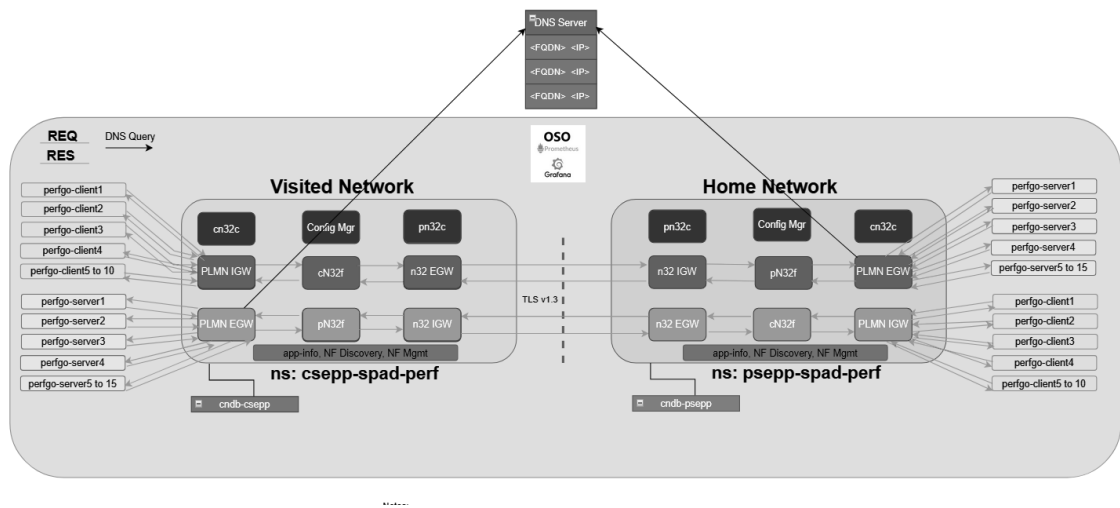 DNS Server
<FQDN> <IP>
<FQDN> <IP>
<FQDN> <IP>
REQ
RES
DNS Query
OSO
Prometheus
Grafana
Visited Network
Home Network
perfgo-client1
perfgo-client2
perfgo-client3
perfgo-client4
perfgo-client5 to 10
perfgo-server1
perfgo-server2
perfgo-server3
perfgo-server4
perfgo-server5 to 15
cn32c
Config Mgr
pn32c
PLMN IGW
cN32f
n32 EGW
PLMN EGW
pN32f
n32 IGW
app-info, NF Discovery, NF Mgmt
ns: csepp-spad-perf
cndb-csepp
TLS v1.3
pn32c
Config Mgr
cn32c
n32 IGW
pN32f
PLMN EGW
n32 EGW
cN32f
PLMN IGW
app-info, NF Discovery, NF Mgmt
ns: psepp-spad-perf
cndb-psepp
perfgo-server1
perfgo-server2
perfgo-server3
perfgo-server4
perfgo-server5 to 15
perfgo-client1
perfgo-client2
perfgo-client3
perfgo-client4
perfgo-client5 to 10